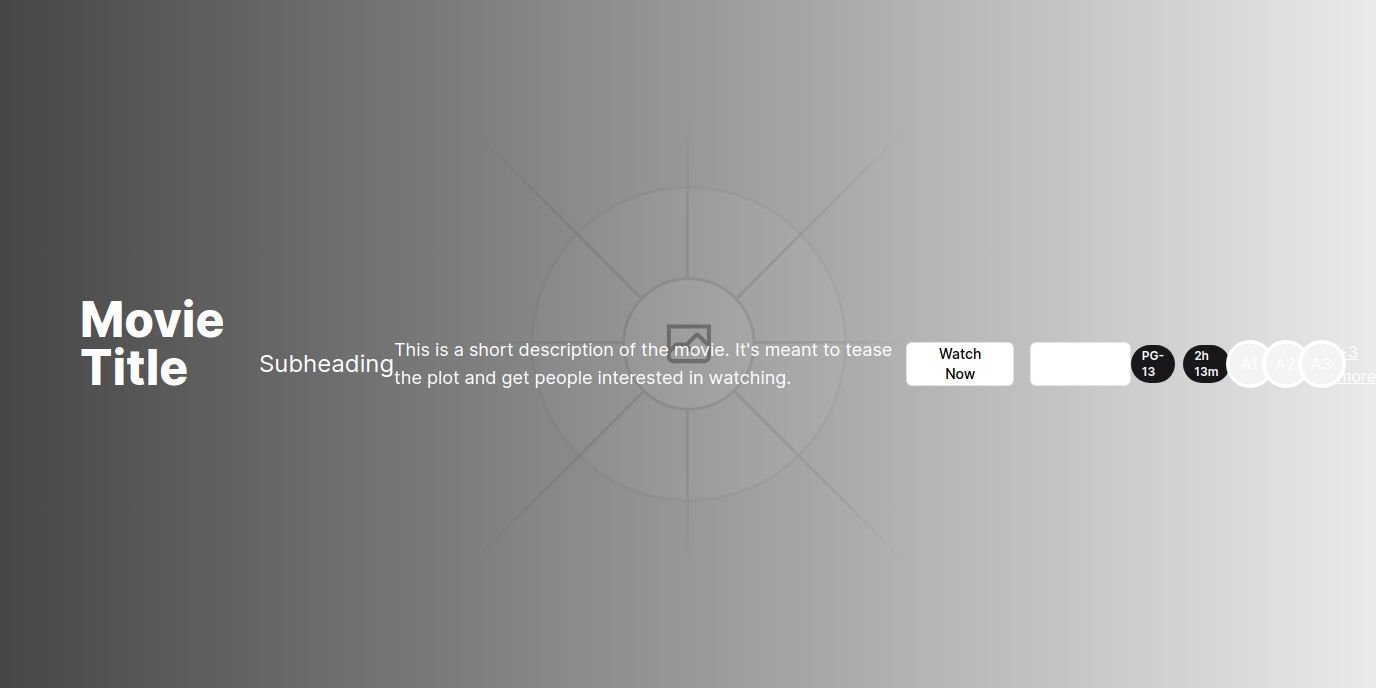 Movie
Title
Subheading
This is a short description of the movie. It's meant to tease
the plot and get people interested in watching.
Watch
Now
PG-
13
2h
13m
A1
A2
A3
+3
more